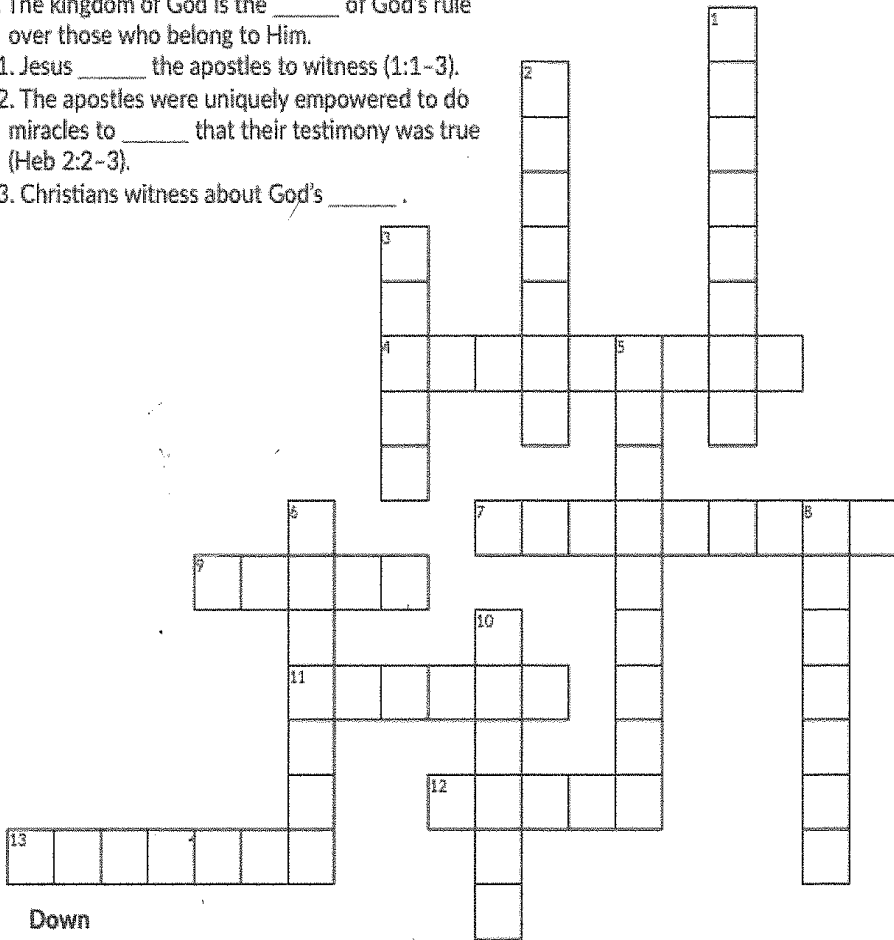 . The kingdom of God is the ______ of God's rule
over those who belong to Him.
1. Jesus ______ the apostles to witness (1:1–3).
2. The apostles were uniquely empowered to do
miracles to ______ that their testimony was true
(Heb 2:2–3).
3. Christians witness about God's ______ .
1
2
3
4
5
6
7
8
9
10
11
12
13
Down